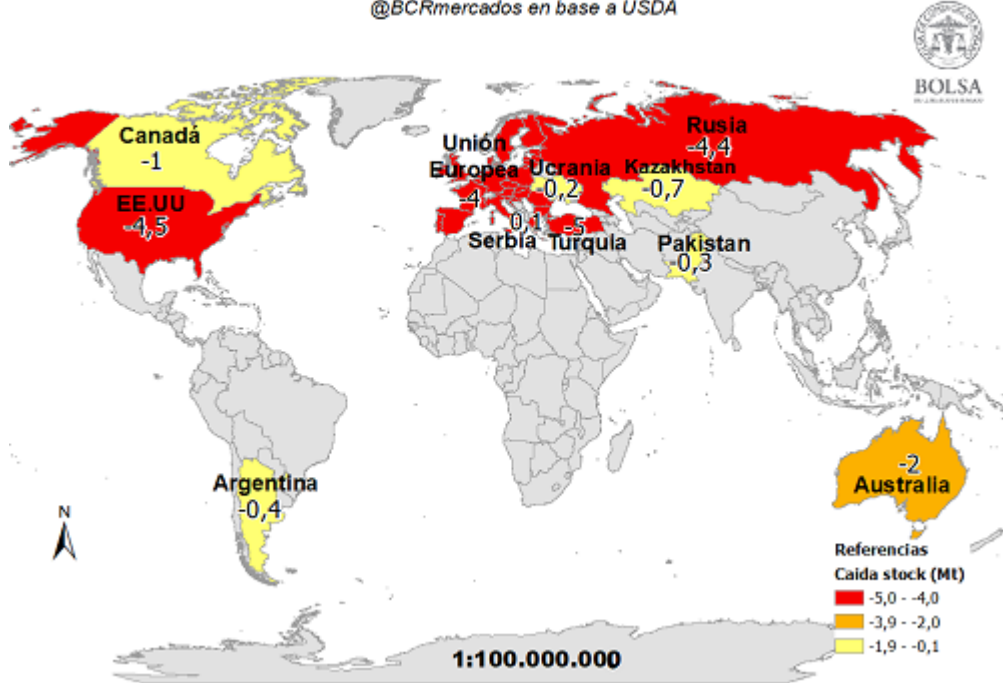 @BCRmercados en base a USDA
BOLSA
Canadá
-1
EE.UU
-4,5
Unión
Europea
-4
Ucrania
-0,2
Rusia
-4,4
Kazakhstan
-0,7
0,1
Serbia
-5
Turquía
Pakistan
-0,3
Argentina
-0,4
-2
Australia
N
Referencias
Caida stock (Mt)
-5,0 - -4,0
-3,9 - -2,0
-1,9 - -0,1
1:100.000.000